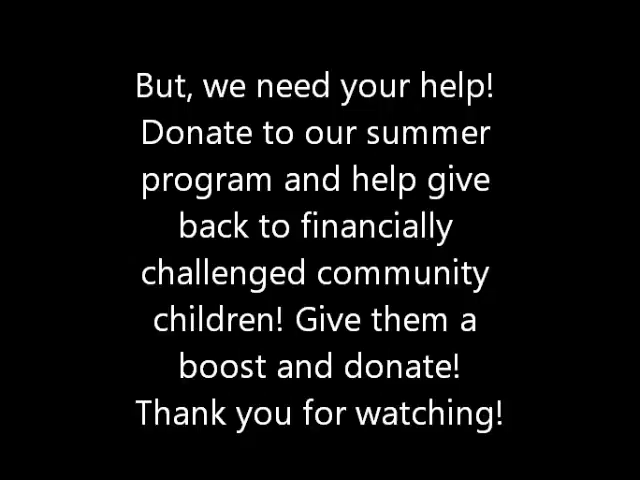 But, we need your help!
Donate to our summer
program and help give
back to financially
challenged community
children! Give them a
boost and donate!
Thank you for watching!